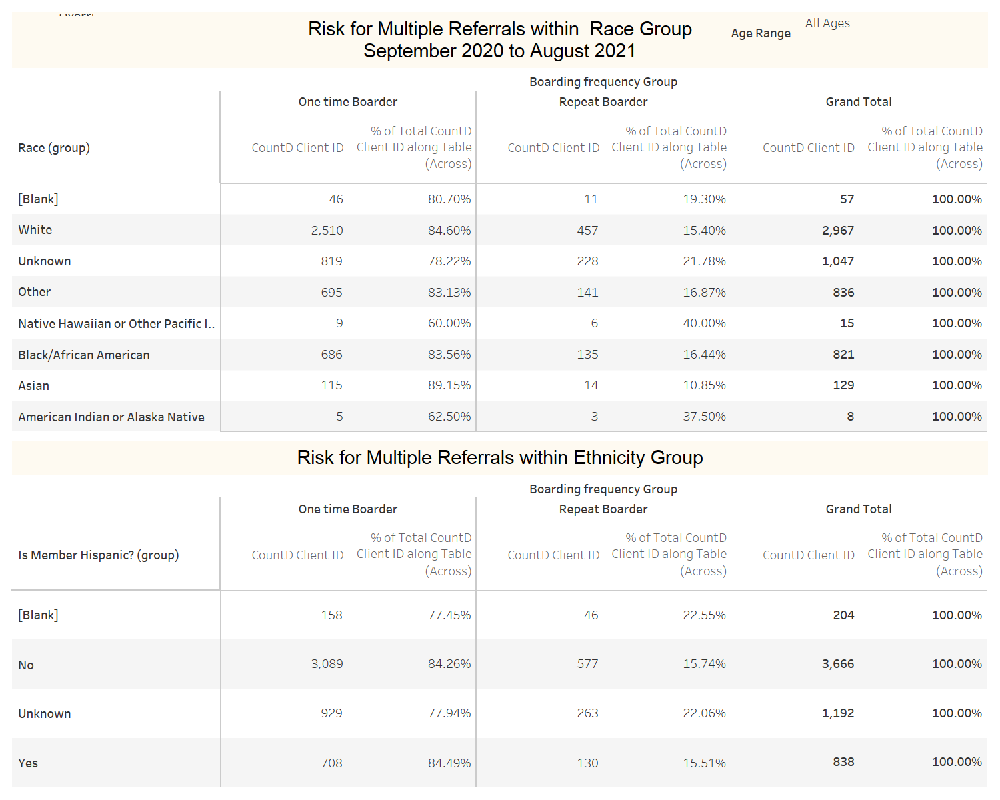 Risk for Multiple Referrals within Race Group
September 2020 to August 2021
Age Range
All Ages
Boarding frequency Group
One time Boarder Repeat Boarder Grand Total
Race (group) CountD Client ID % of Total CountD Client ID along Table (Across) CountD Client ID % of Total CountD Client ID along Table (Across) CountD Client ID % of Total CountD Client ID along Table (Across)
[Blank] 46 80.70% 11 19.30% 57 100.00%
White 2,510 84.60% 457 15.40% 2,967 100.00%
Unknown 819 78.22% 228 21.78% 1,047 100.00%
Other 695 83.13% 141 16.87% 836 100.00%
Native Hawaiian or Other Pacific I.. 9 60.00% 6 40.00% 15 100.00%
Black/African American 686 83.56% 135 16.44% 821 100.00%
Asian 115 89.15% 14 10.85% 129 100.00%
American Indian or Alaska Native 5 62.50% 3 37.50% 8 100.00%
Risk for Multiple Referrals within Ethnicity Group
Boarding frequency Group
One time Boarder Repeat Boarder Grand Total
Is Member Hispanic? (group) CountD Client ID % of Total CountD Client ID along Table (Across) CountD Client ID % of Total CountD Client ID along Table (Across) CountD Client ID % of Total CountD Client ID along Table (Across)
[Blank] 158 77.45% 46 22.55% 204 100.00%
No 3,089 84.26% 577 15.74% 3,666 100.00%
Unknown 929 77.94% 263 22.06% 1,192 100.00%
Yes 708 84.49% 130 15.51% 838 100.00%